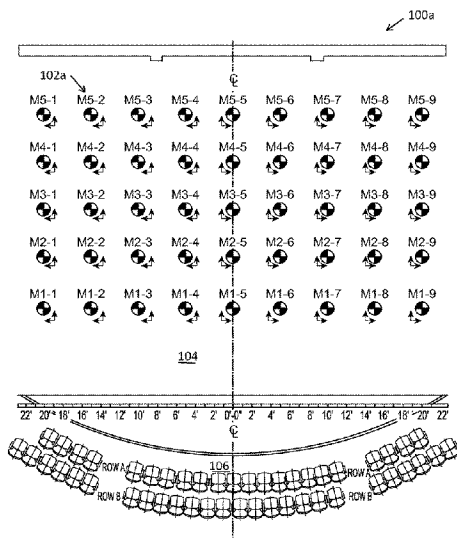 100a
102a
℄
M5-1 M5-2 M5-3 M5-4 M5-5 M5-6 M5-7 M5-8 M5-9
M4-1 M4-2 M4-3 M4-4 M4-5 M4-6 M4-7 M4-8 M4-9
M3-1 M3-2 M3-3 M3-4 M3-5 M3-6 M3-7 M3-8 M3-9
M2-1 M2-2 M2-3 M2-4 M2-5 M2-6 M2-7 M2-8 M2-9
M1-1 M1-2 M1-3 M1-4 M1-5 M1-6 M1-7 M1-8 M1-9
104
22' 20' 18' 16' 14' 12' 10' 8' 6' 4' 2' 0'-0" 2' 4' 6' 8' 10' 12' 14' 16' 18' 20' 22'
℄
106
ROW A ROW A
ROW B ROW B